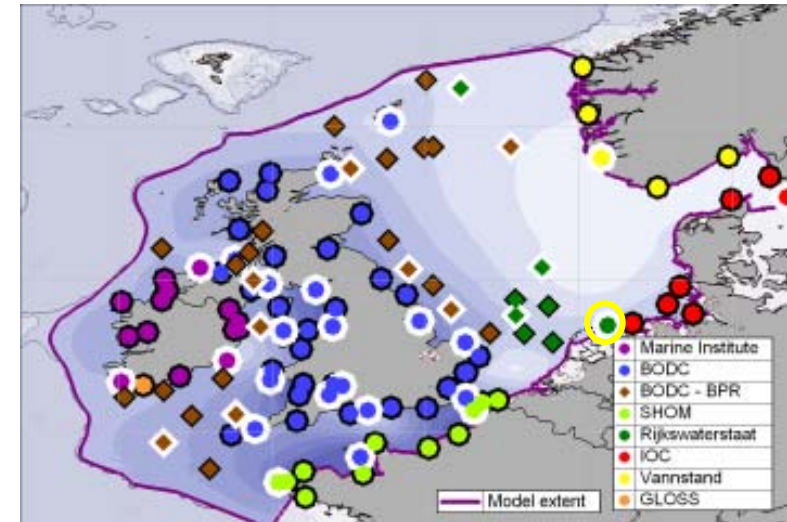 Marine Institute
BODC
BODC - BPR
SHOM
Rijkswaterstaat
IOC
Vannstand
GLOSS
Model extent